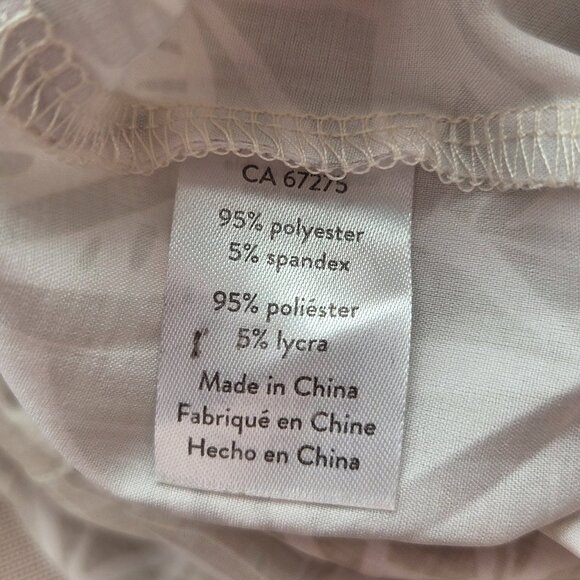 CA 67275
95% polyester
5% spandex
95% poliéster
5% lycra
Made in China
Fabriqué en Chine
Hecho en China